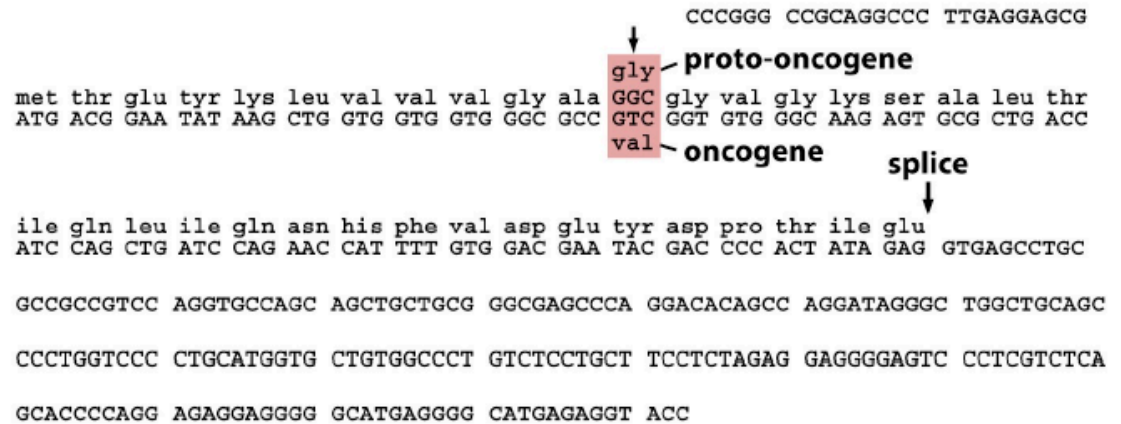 CCCGGG CCGCAGGCCC TTGAGGAGCG
gly proto-oncogene
met thr glu tyr lys leu val val val gly ala GGC gly val gly lys ser ala leu thr
ATG ACG GAA TAT AAG CTG GTG GTG GTG GGC GCC GTC GGT GTG GGC AAG AGT GCG CTG ACC
val oncogene
splice
ile gln leu ile gln asn his phe val asp glu tyr asp pro thr ile glu
ATC CAG CTG ATC CAG AAC CAT TTT GTG GAC GAA TAC GAC CCC ACT ATA GAG GTGAGCCTGC
GCCGCCGTCC AGGTGCCAGC AGCTGCTGCG GGCGAGCCCA GGACACAGCC AGGATAGGGC TGGCTGCAGC
CCCTGGTCCC CTGCATGGTG CTGTGGCCCT GTCTCCTGCT TCCTCTAGAG GAGGGGAGTC CCTCGTCTCA
GCACCCCAGG AGAGGAGGGG GCATGAGGGG CATGAGAGGT ACC